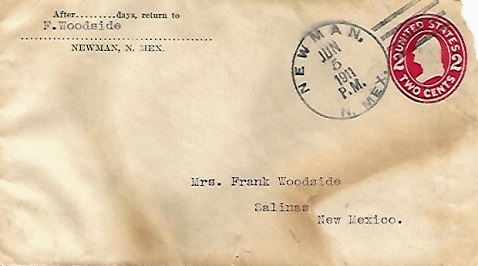 After.........days, return to
F. Woodside
NEWMAN, N. MEX.
NEWMAN,
JUN
5
1911
P.M.
N. MEX.
UNITED STATES
2 2
TWO CENTS
Mrs. Frank Woodside
Salinas
New Mexico.